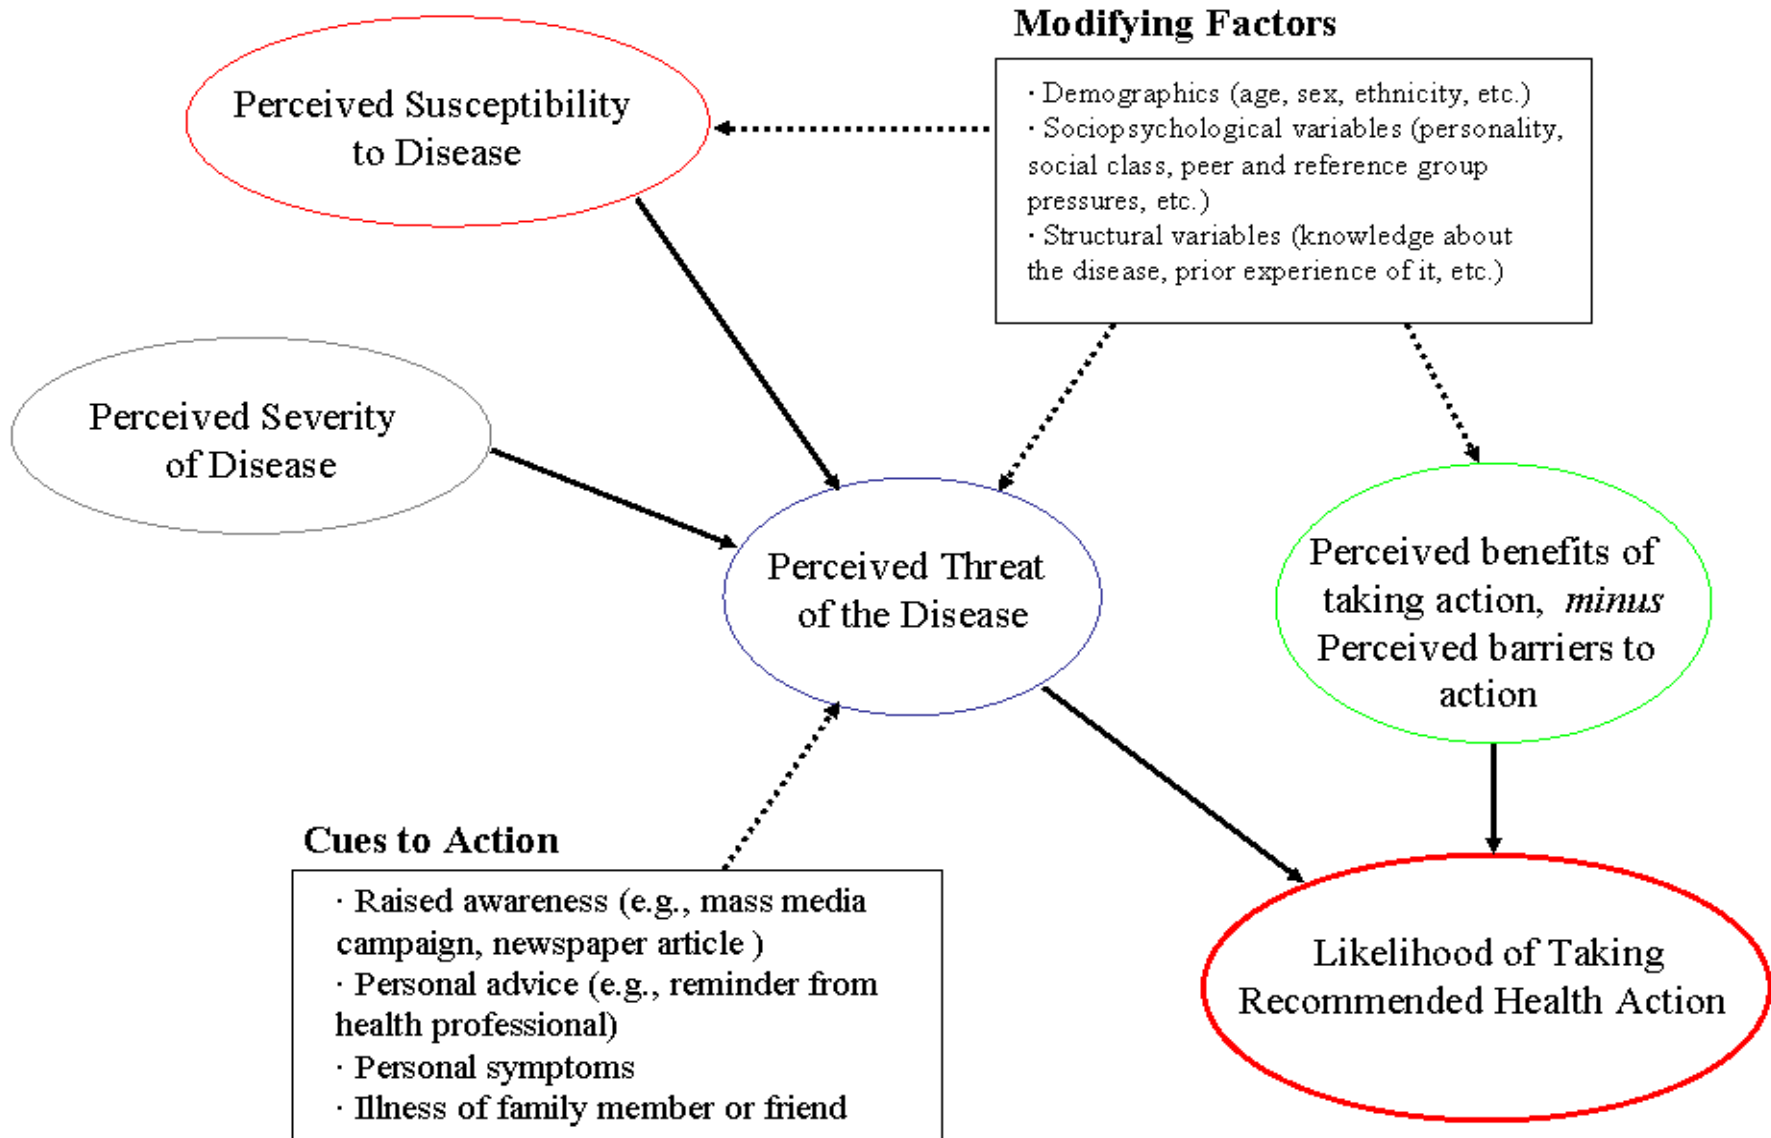 Modifying Factors
Perceived Susceptibility
to Disease
· Demographics (age, sex, ethnicity, etc.)
· Sociopsychological variables (personality,
social class, peer and reference group
pressures, etc.)
· Structural variables (knowledge about
the disease, prior experience of it, etc.)
Perceived Severity
of Disease
Perceived Threat
of the Disease
Perceived benefits of
taking action, minus
Perceived barriers to
action
Cues to Action
· Raised awareness (e.g., mass media
campaign, newspaper article )
· Personal advice (e.g., reminder from
health professional)
· Personal symptoms
· Illness of family member or friend
Likelihood of Taking
Recommended Health Action